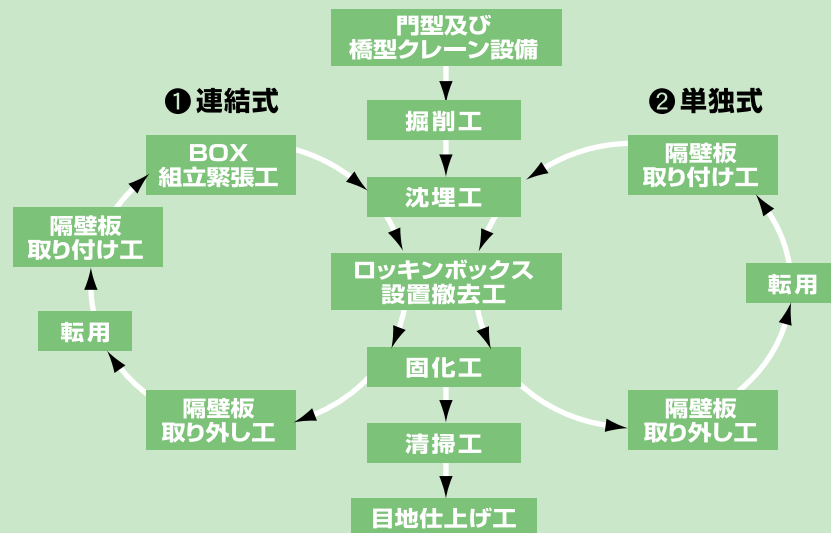 門型及び
橋型クレーン設備
❶連結式
❷単独式
掘削工
BOX
組立緊張工
隔壁板
取り付け工
沈埋工
隔壁板
取り付け工
ロッキンボックス
設置撤去工
転用
転用
固化工
隔壁板
取り外し工
隔壁板
取り外し工
清掃工
目地仕上げ工